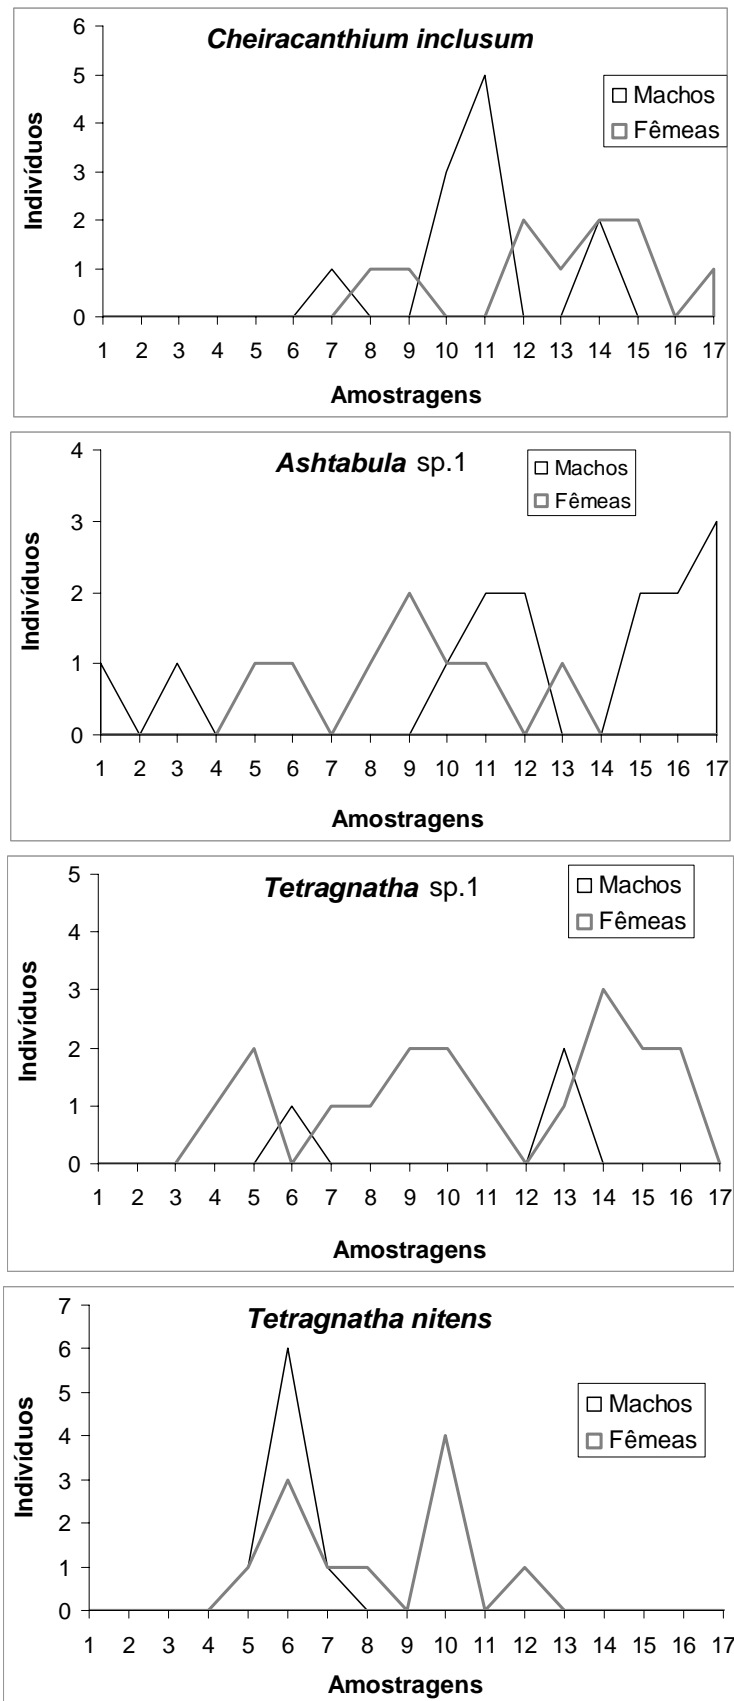 Cheiracanthium inclusum
Machos
Fêmeas
Indivíduos
6
5
4
3
2
1
0
1 2 3 4 5 6 7 8 9 10 11 12 13 14 15 16 17
Amostragens
Ashtabula sp.1
Machos
Fêmeas
Indivíduos
4
3
2
1
0
1 2 3 4 5 6 7 8 9 10 11 12 13 14 15 16 17
Amostragens
Tetragnatha sp.1
Machos
Fêmeas
Indivíduos
5
4
3
2
1
0
1 2 3 4 5 6 7 8 9 10 11 12 13 14 15 16 17
Amostragens
Tetragnatha nitens
Machos
Fêmeas
Indivíduos
7
6
5
4
3
2
1
0
1 2 3 4 5 6 7 8 9 10 11 12 13 14 15 16 17
Amostragens